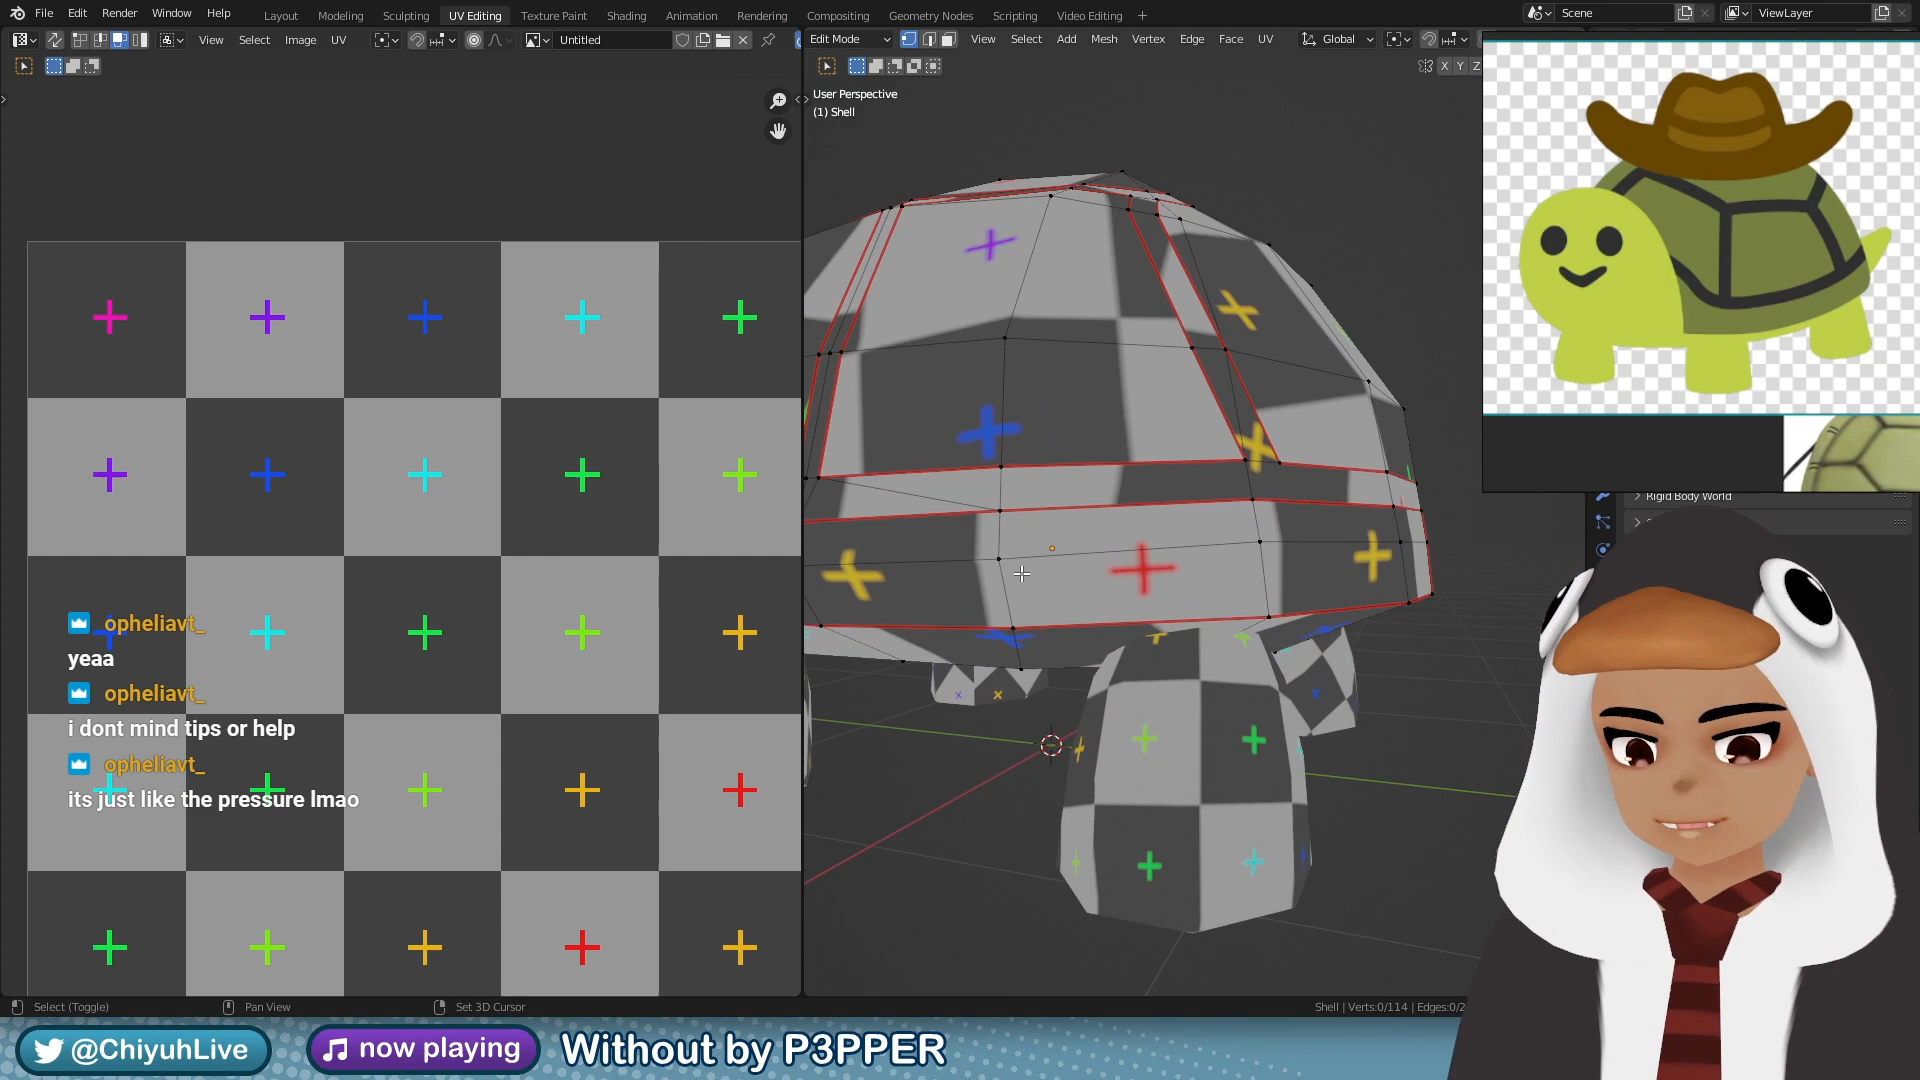 File Edit Render Window Help
Layout Modeling Sculpting UV Editing Texture Paint Shading Animation Rendering Compositing Geometry Nodes Scripting Video Editing +
Scene
ViewLayer
View Select Image UV
Untitled
Edit Mode
View Select Add Mesh Vertex Edge Face UV
Global
X Y Z
User Perspective
(1) Shell
Rigid Body World
opheliavt_
yeaa
opheliavt_
i dont mind tips or help
opheliavt_
its just like the pressure lmao
Select (Toggle)
Pan View
Set 3D Cursor
Shell | Verts:0/114 | Edges:0/2
@ChiyuhLive
now playing
Without by P3PPER